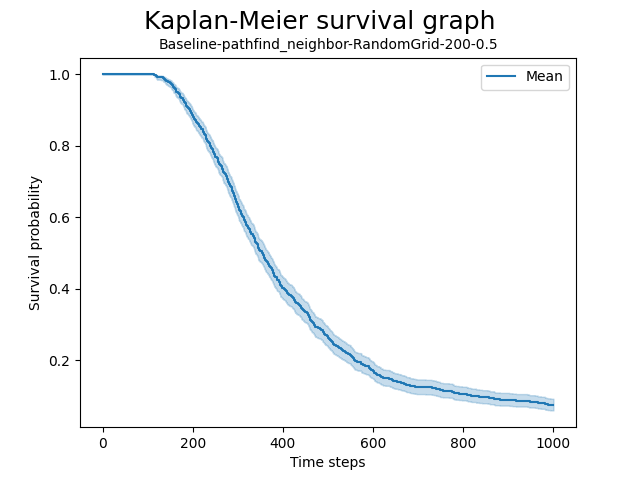 Kaplan-Meier survival graph
Baseline-pathfind_neighbor-RandomGrid-200-0.5
Mean
1.0
0.8
0.6
0.4
0.2
Survival probability
0 200 400 600 800 1000
Time steps